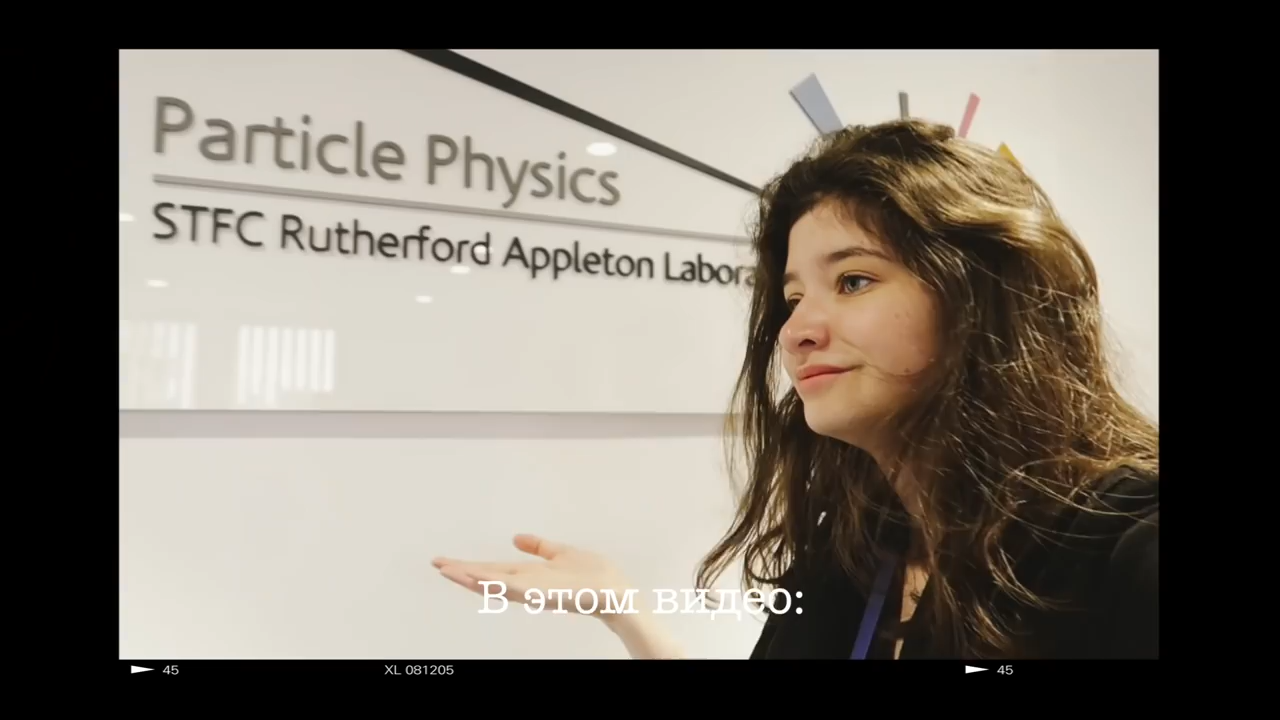 Particle Physics
STFC Rutherford Appleton Labora
В этом видео:
45
XL 081205
45